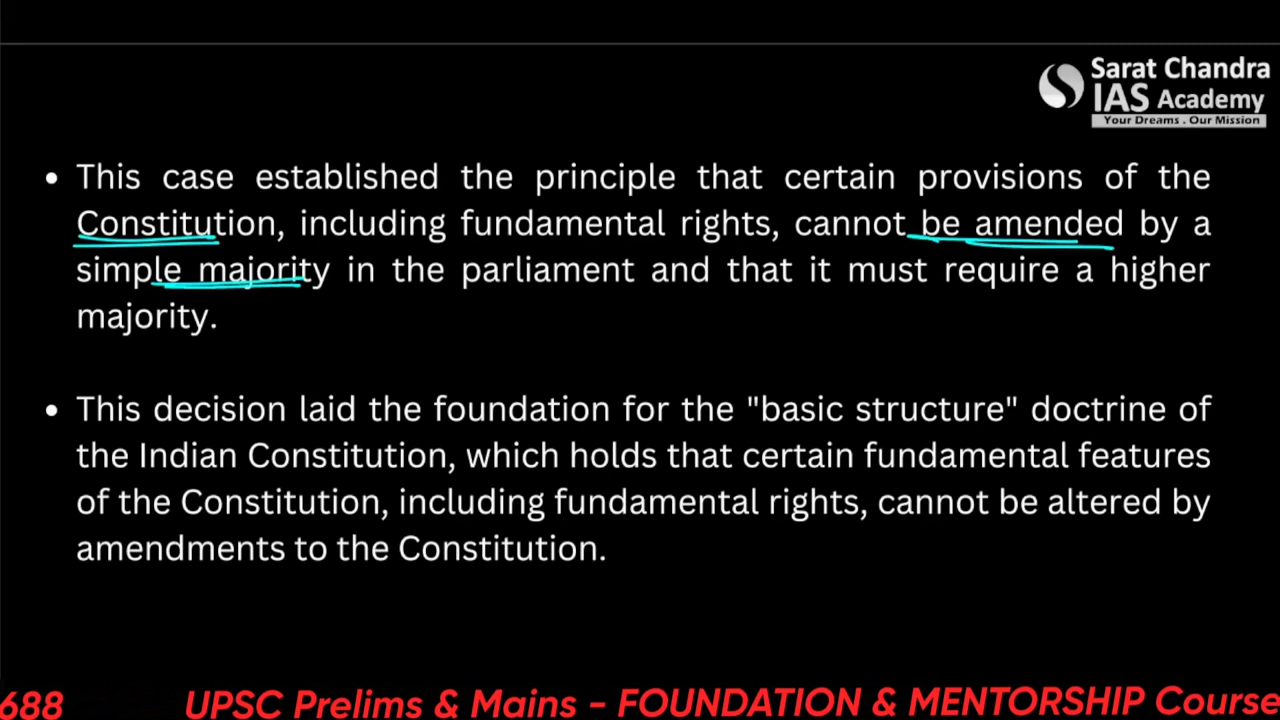 Sarat Chandra
IAS Academy
Your Dreams . Our Mission
• This case established the principle that certain provisions of the
Constitution, including fundamental rights, cannot be amended by a
simple majority in the parliament and that it must require a higher
majority.
• This decision laid the foundation for the "basic structure" doctrine of
the Indian Constitution, which holds that certain fundamental features
of the Constitution, including fundamental rights, cannot be altered by
amendments to the Constitution.
688 UPSC Prelims & Mains - FOUNDATION & MENTORSHIP Course